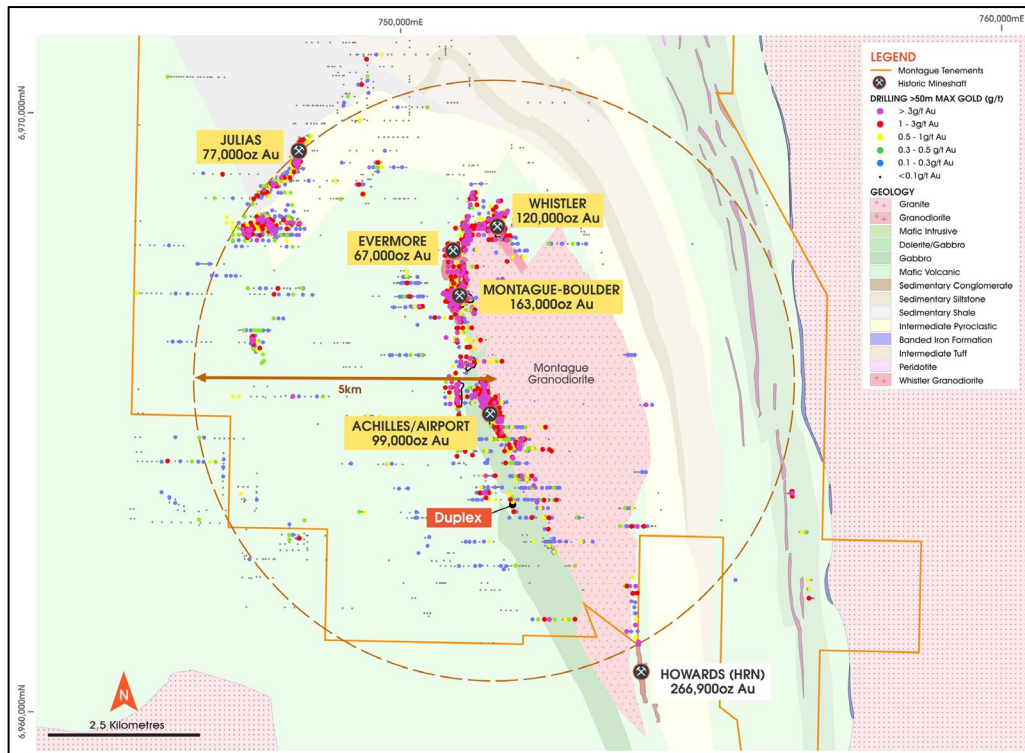 750,000mE
760,000mE
6,970,000mN
6,960,000mN
JULIAS
77,000oz Au
WHISTLER
120,000oz Au
EVERMORE
67,000oz Au
MONTAGUE-BOULDER
163,000oz Au
Montague
Granodiorite
5km
ACHILLES/AIRPORT
99,000oz Au
Duplex
HOWARDS (HRN)
266,900oz Au
N
2.5 Kilometres
LEGEND
Montague Tenements
Historic Mineshaft
DRILLING >50m MAX GOLD (g/t)
> 3g/t Au
1 - 3g/t Au
0.5 - 1g/t Au
0.3 - 0.5 g/t Au
0.1 - 0.3g/t Au
<0.1g/t Au
GEOLOGY
Granite
Granodiorite
Mafic Intrusive
Dolerite/Gabbro
Gabbro
Mafic Volcanic
Sedimentary Conglomerate
Sedimentary Siltstone
Sedimentary Shale
Intermediate Pyroclastic
Banded Iron Formation
Intermediate Tuff
Peridotite
Whistler Granodiorite